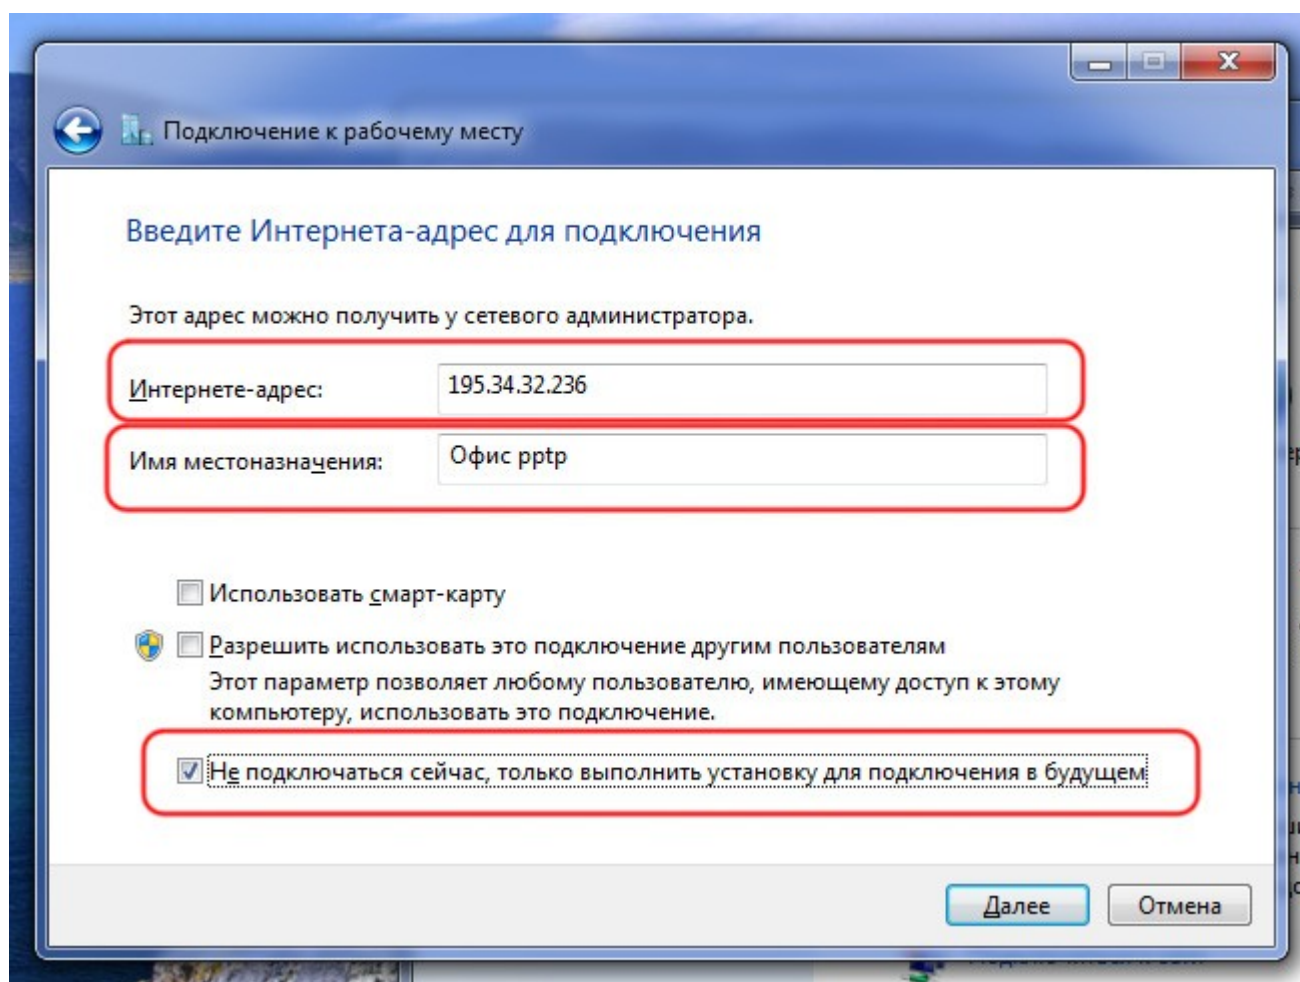 Подключение к рабочему месту
Введите Интернета-адрес для подключения
Этот адрес можно получить у сетевого администратора.
Интернете-адрес: 195.34.32.236
Имя местоназначения: Офис pptp
Использовать смарт-карту
Разрешить использовать это подключение другим пользователям
Этот параметр позволяет любому пользователю, имеющему доступ к этому
компьютеру, использовать это подключение.
Не подключаться сейчас, только выполнить установку для подключения в будущем
Далее Отмена